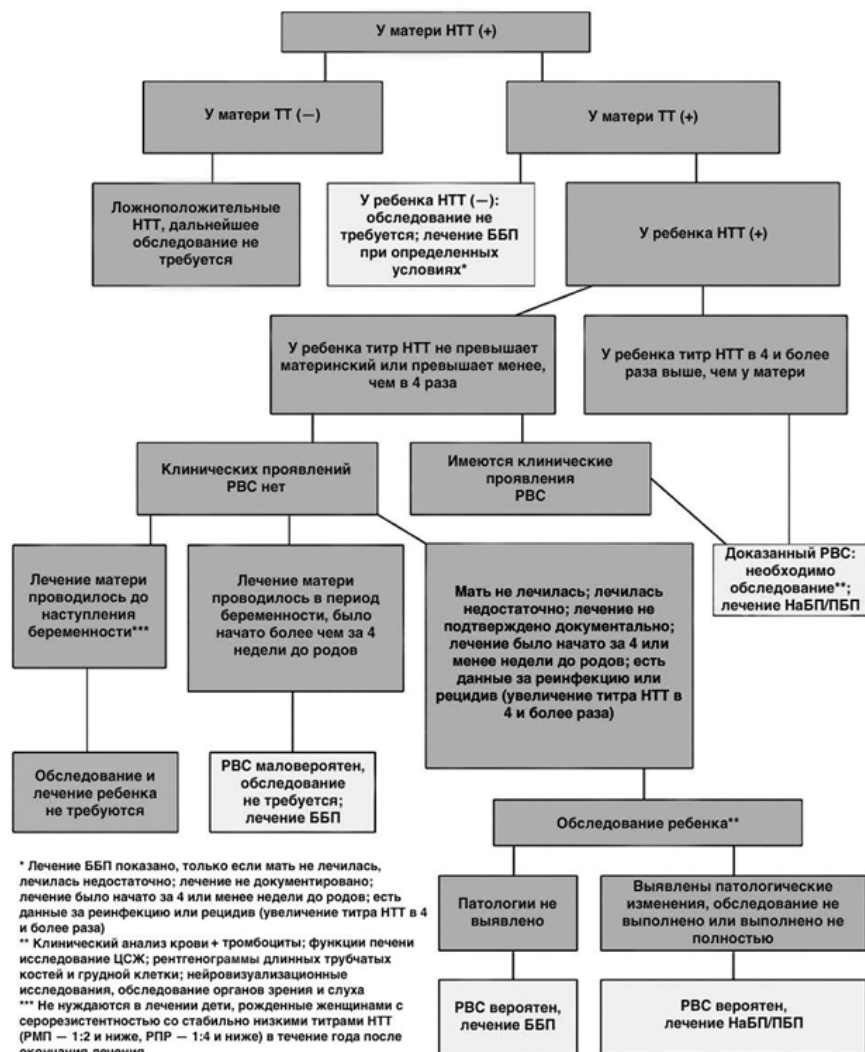 У матери НТТ (+)
У матери ТТ (—)
У матери ТТ (+)
Ложноположительные
НТТ, дальнейшее
обследование не
требуется
У ребенка НТТ (—):
обследование не
требуется; лечение ББП
при определенных
условиях*
У ребенка НТТ (+)
У ребенка титр НТТ не превышает
материнский или превышает менее,
чем в 4 раза
У ребенка титр НТТ в 4 и более
раза выше, чем у матери
Клинических проявлений
РВС нет
Имеются клинические
проявления
РВС
Лечение матери
проводилось до
наступления
беременности***
Лечение матери
проводилось в период
беременности, было
начато более чем за 4
недели до родов
Мать не лечилась; лечилась
недостаточно; лечение не
подтверждено документально;
лечение было начато за 4 или
менее недели до родов; есть
данные за реинфекцию или
рецидив (увеличение титра НТТ в
4 и более раза)
Доказанный РВС:
необходимо
обследование**;
лечение НаБП/ПБП
Обследование и
лечение ребенка
не требуются
РВС маловероятен,
обследование
не требуется;
лечение ББП
Обследование ребенка**
Патологии не
выявлено
Выявлены патологические
изменения, обследование не
выполнено или выполнено не
полностью
РВС вероятен,
лечение ББП
РВС вероятен,
лечение НаБП/ПБП
* Лечение ББП показано, только если мать не лечилась,
лечилась недостаточно; лечение не документировано;
лечение было начато за 4 или менее недели до родов; есть
данные за реинфекцию или рецидив (увеличение титра НТТ в 4
и более раза)
** Клинический анализ крови + тромбоциты; функции печени
исследование ЦСЖ; рентгенограммы длинных трубчатых
костей и грудной клетки; нейровизуализационные
исследования, обследование органов зрения и слуха
*** Не нуждаются в лечении дети, рожденные женщинами с
серорезистентностью со стабильно низкими титрами НТТ
(РМП — 1:2 и ниже, РПР — 1:4 и ниже) в течение года после
окончания лечения